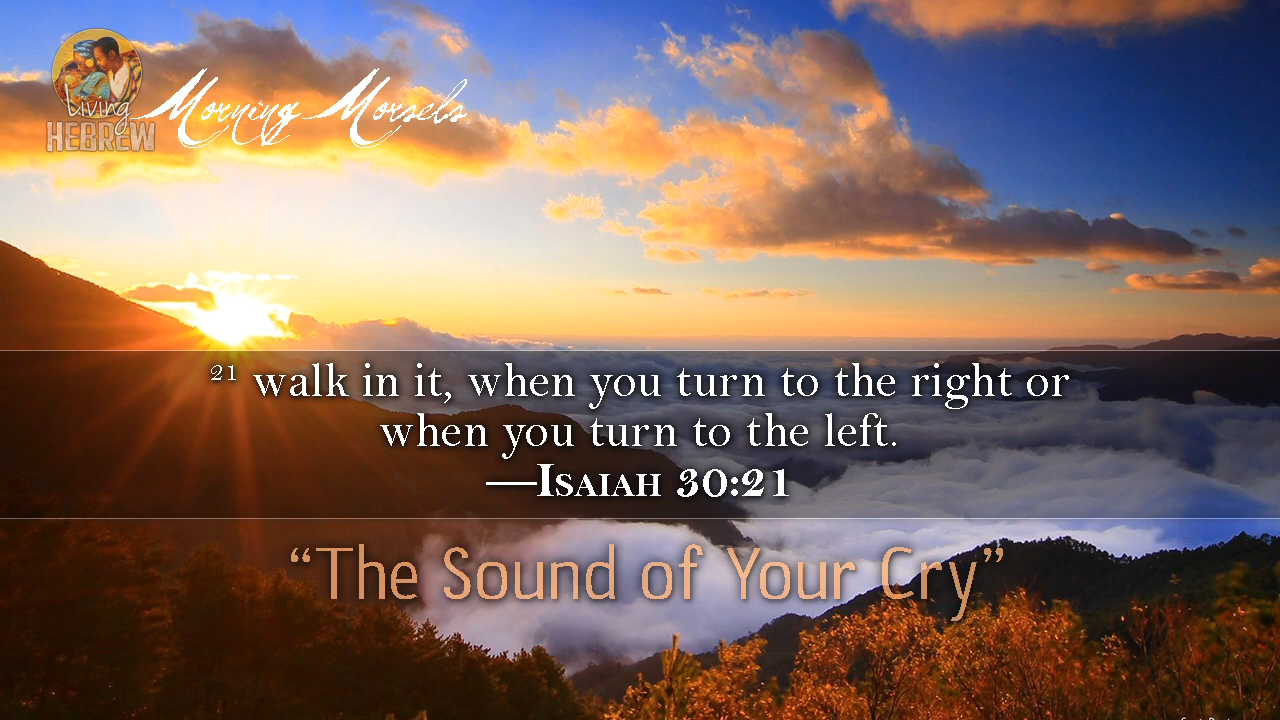 Living
HEBREW
Morning Morsels
21 walk in it, when you turn to the right or
when you turn to the left.
—ISAIAH 30:21
“The Sound of Your Cry”